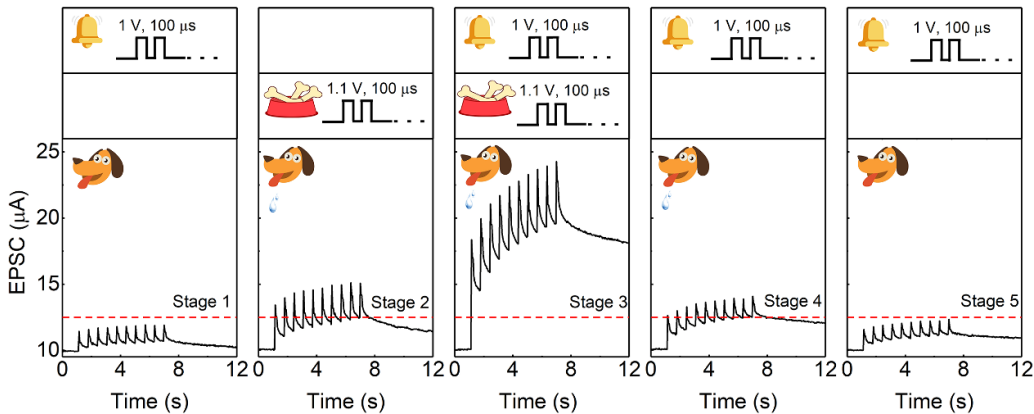 1 V, 100 μs
1 V, 100 μs
1 V, 100 μs
1 V, 100 μs
1.1 V, 100 μs
1.1 V, 100 μs
EPSC (μA)
25
20
15
10
Stage 1
Stage 2
Stage 3
Stage 4
Stage 5
0 4 8 12
0 4 8 12
0 4 8 12
0 4 8 12
0 4 8 12
Time (s)
Time (s)
Time (s)
Time (s)
Time (s)